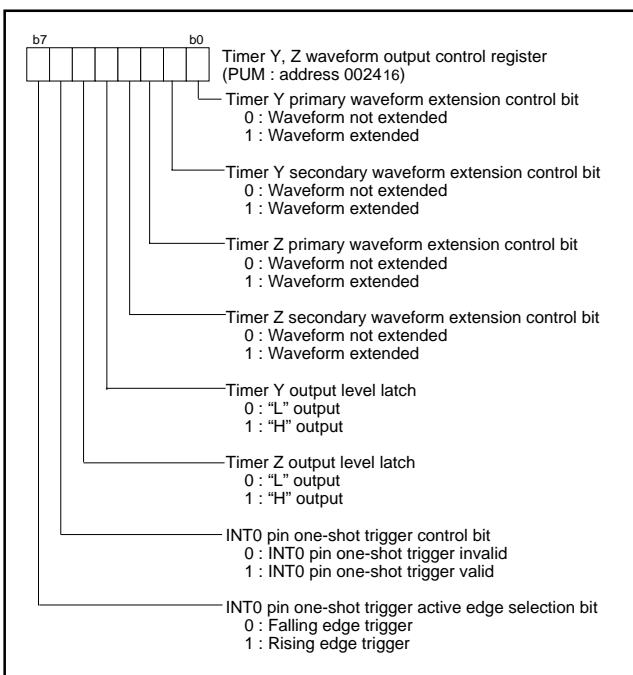 b7 b0
Timer Y, Z waveform output control register
(PUM : address 002416)
Timer Y primary waveform extension control bit
0 : Waveform not extended
1 : Waveform extended
Timer Y secondary waveform extension control bit
0 : Waveform not extended
1 : Waveform extended
Timer Z primary waveform extension control bit
0 : Waveform not extended
1 : Waveform extended
Timer Z secondary waveform extension control bit
0 : Waveform not extended
1 : Waveform extended
Timer Y output level latch
0 : “L” output
1 : “H” output
Timer Z output level latch
0 : “L” output
1 : “H” output
INT0 pin one-shot trigger control bit
0 : INT0 pin one-shot trigger invalid
1 : INT0 pin one-shot trigger valid
INT0 pin one-shot trigger active edge selection bit
0 : Falling edge trigger
1 : Rising edge trigger